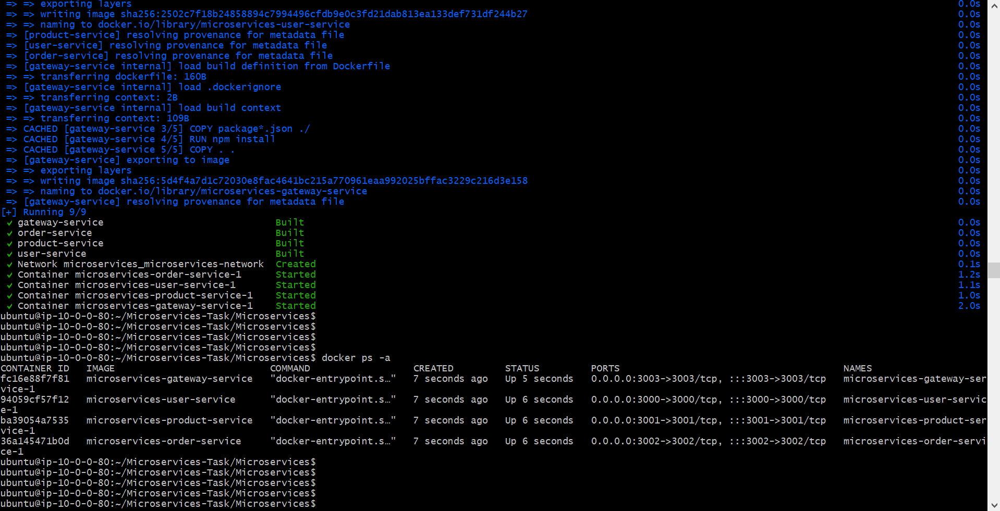 => => exporting layers 0.0s
=> => writing image sha256:2502c7f18b24858894c7994496cfdb9e0c3fd21dab813ea133def731df244b27 0.0s
=> => naming to docker.io/library/microservices-user-service 0.0s
=> [product-service] resolving provenance for metadata file 0.0s
=> [user-service] resolving provenance for metadata file 0.0s
=> [order-service] resolving provenance for metadata file 0.0s
=> [gateway-service internal] load build definition from Dockerfile 0.0s
=> => transferring dockerfile: 160B 0.0s
=> [gateway-service internal] load .dockerignore 0.0s
=> => transferring context: 2B 0.0s
=> [gateway-service internal] load build context 0.0s
=> => transferring context: 109B 0.0s
=> CACHED [gateway-service 3/5] COPY package*.json ./ 0.0s
=> CACHED [gateway-service 4/5] RUN npm install 0.0s
=> CACHED [gateway-service 5/5] COPY . . 0.0s
=> [gateway-service] exporting to image 0.0s
=> => exporting layers 0.0s
=> => writing image sha256:5d4f4a7d1c72030e8fac4641bc215a770961eaa992025bffac3229c216d3e158 0.0s
=> => naming to docker.io/library/microservices-gateway-service 0.0s
=> [gateway-service] resolving provenance for metadata file 0.0s
[+] Running 9/9
✓ gateway-service Built 0.0s
✓ order-service Built 0.0s
✓ product-service Built 0.0s
✓ user-service Built 0.0s
✓ Network microservices_microservices-network Created 0.1s
✓ Container microservices-order-service-1 Started 1.2s
✓ Container microservices-user-service-1 Started 1.1s
✓ Container microservices-product-service-1 Started 1.0s
✓ Container microservices-gateway-service-1 Started 2.0s
ubuntu@ip-10-0-0-80:~/Microservices-Task/Microservices$
ubuntu@ip-10-0-0-80:~/Microservices-Task/Microservices$
ubuntu@ip-10-0-0-80:~/Microservices-Task/Microservices$
ubuntu@ip-10-0-0-80:~/Microservices-Task/Microservices$
ubuntu@ip-10-0-0-80:~/Microservices-Task/Microservices$ docker ps -a
CONTAINER ID IMAGE COMMAND CREATED STATUS PORTS NAMES
fc16e88f7f81 microservices-gateway-service "docker-entrypoint.s…" 7 seconds ago Up 5 seconds 0.0.0.0:3003->3003/tcp, :::3003->3003/tcp microservices-gateway-ser
vice-1
94059cf57f12 microservices-user-service "docker-entrypoint.s…" 7 seconds ago Up 6 seconds 0.0.0.0:3000->3000/tcp, :::3000->3000/tcp microservices-user-servic
e-1
ba39054a7535 microservices-product-service "docker-entrypoint.s…" 7 seconds ago Up 6 seconds 0.0.0.0:3001->3001/tcp, :::3001->3001/tcp microservices-product-ser
vice-1
36a145471b0d microservices-order-service "docker-entrypoint.s…" 7 seconds ago Up 6 seconds 0.0.0.0:3002->3002/tcp, :::3002->3002/tcp microservices-order-servi
ce-1
ubuntu@ip-10-0-0-80:~/Microservices-Task/Microservices$
ubuntu@ip-10-0-0-80:~/Microservices-Task/Microservices$
ubuntu@ip-10-0-0-80:~/Microservices-Task/Microservices$
ubuntu@ip-10-0-0-80:~/Microservices-Task/Microservices$
ubuntu@ip-10-0-0-80:~/Microservices-Task/Microservices$